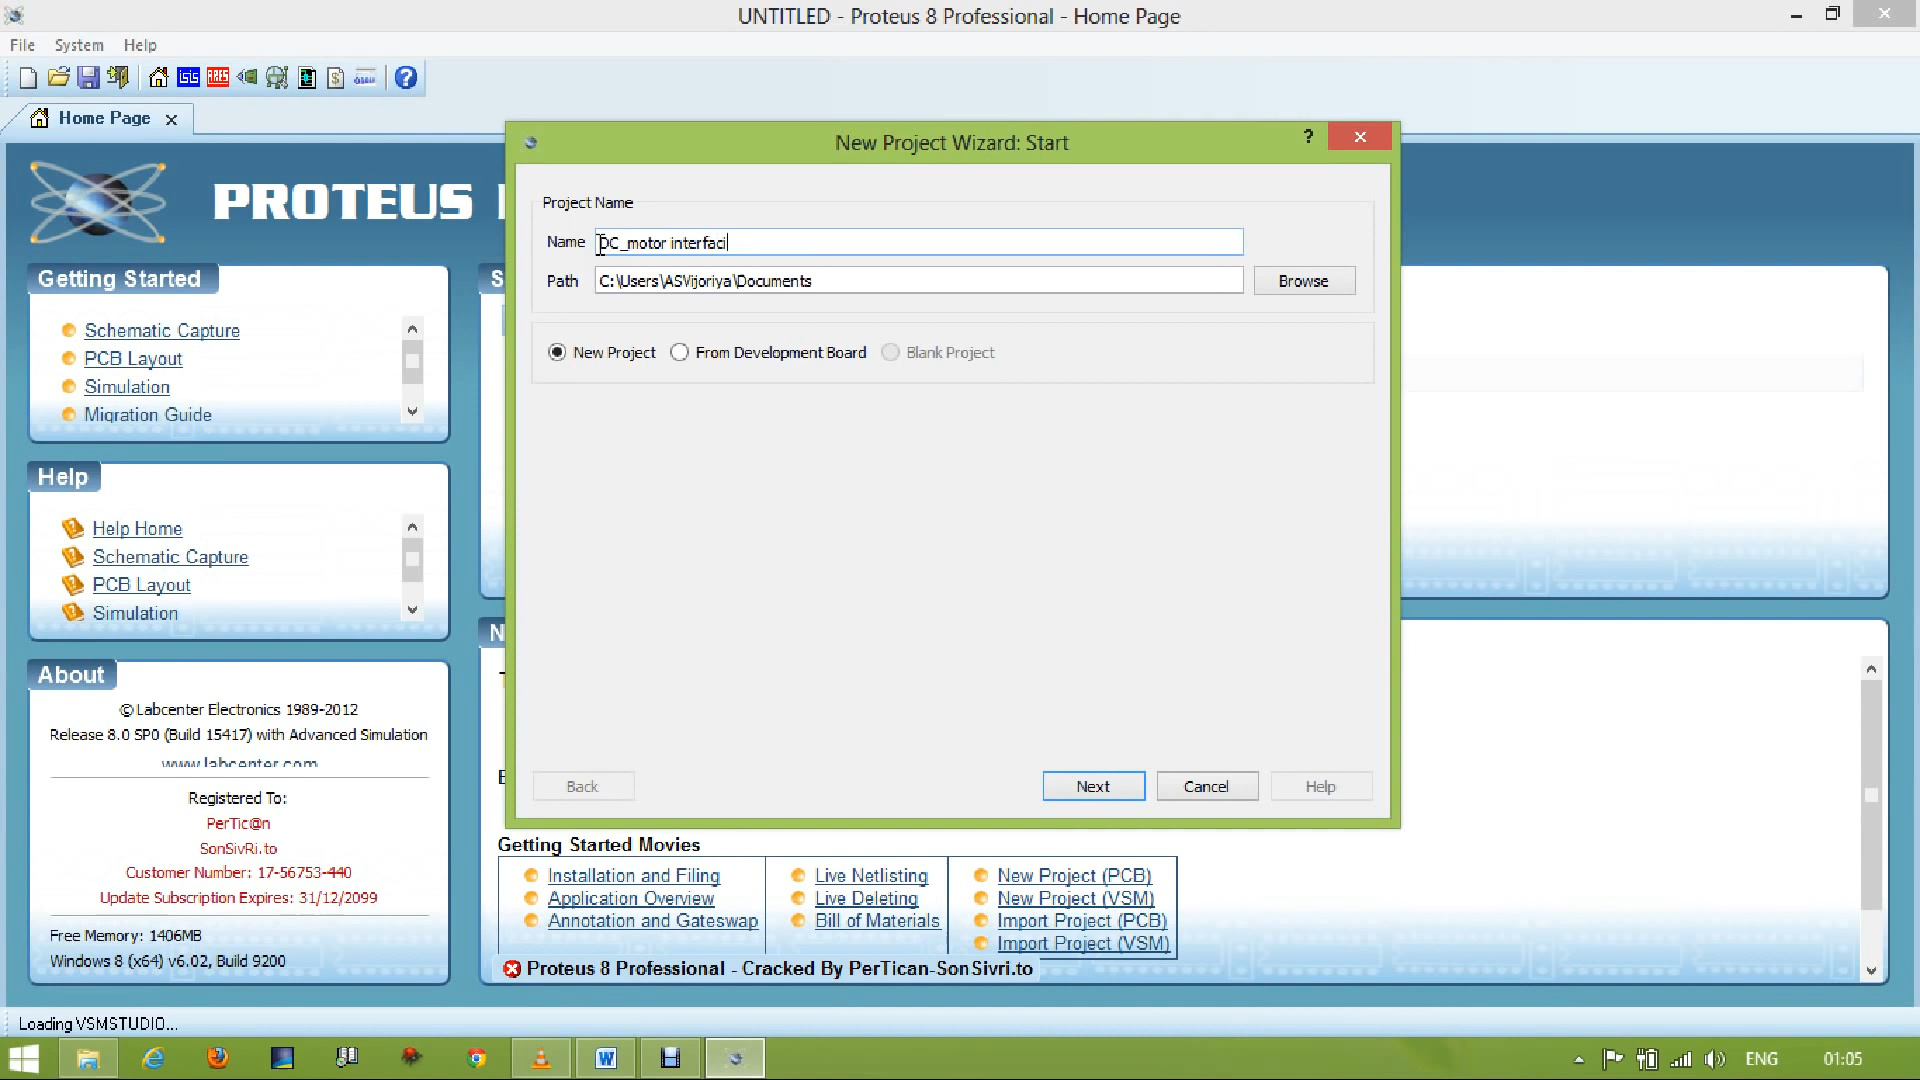 UNTITLED - Proteus 8 Professional - Home Page
File System Help
Home Page
PROTEUS
New Project Wizard: Start
Project Name
Name DC_motor interfaci
Path C:\Users\ASVijoriya\Documents Browse
New Project From Development Board Blank Project
Back Next Cancel Help
Getting Started
Schematic Capture
PCB Layout
Simulation
Migration Guide
Help
Help Home
Schematic Capture
PCB Layout
Simulation
About
© Labcenter Electronics 1989-2012
Release 8.0 SP0 (Build 15417) with Advanced Simulation
www.labcenter.com
Registered To:
PerTic@n
SonSivRi.to
Customer Number: 17-56753-440
Update Subscription Expires: 31/12/2099
Free Memory: 1406MB
Windows 8 (x64) v6.02, Build 9200
Getting Started Movies
Installation and Filing Live Netlisting New Project (PCB)
Application Overview Live Deleting New Project (VSM)
Annotation and Gateswap Bill of Materials Import Project (PCB)
Import Project (VSM)
Proteus 8 Professional - Cracked By PerTican-SonSivri.to
Loading VSMSTUDIO...
ENG 01:05